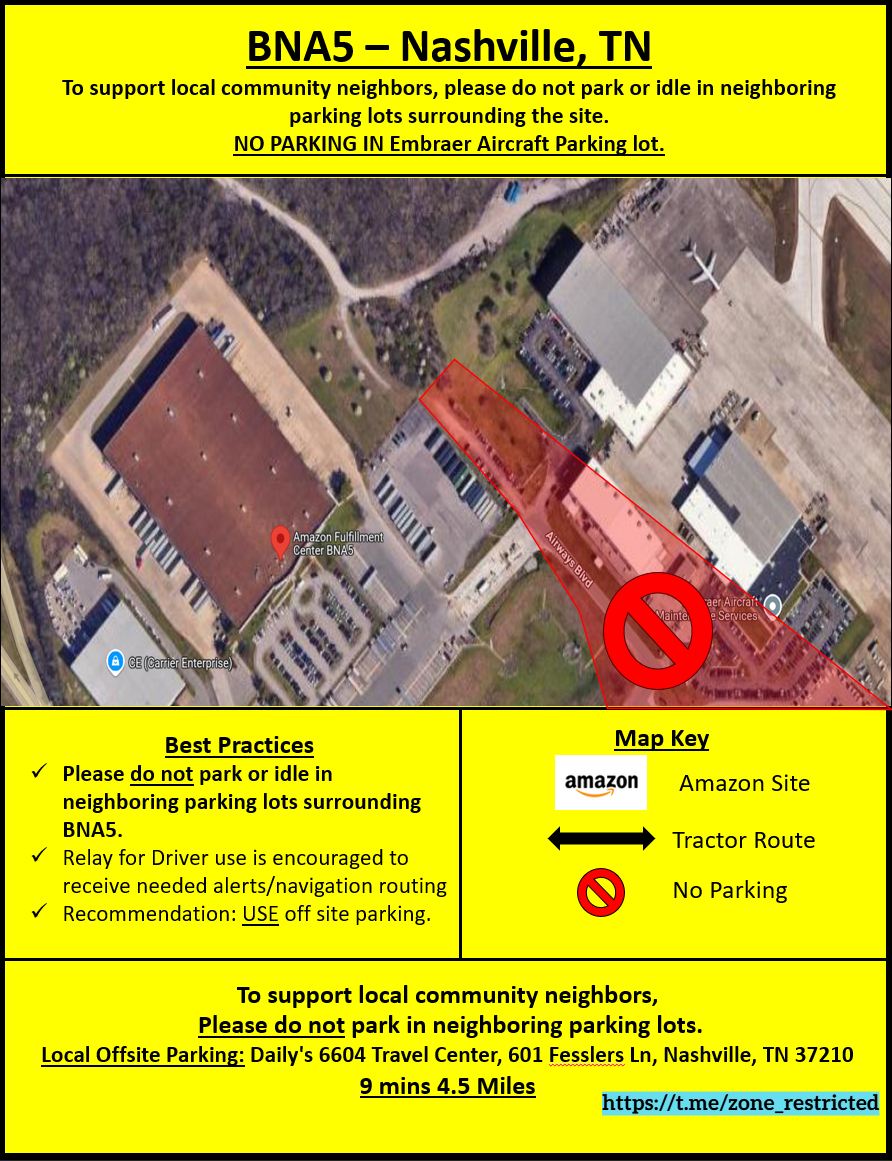 BNA5 – Nashville, TN
To support local community neighbors, please do not park or idle in neighboring
parking lots surrounding the site.
NO PARKING IN Embraer Aircraft Parking lot.
Amazon Fulfillment
Center BNA5
Airways Blvd
Aircraft
Services
CE (Carrier Enterprise)
Best Practices
✓ Please do not park or idle in
neighboring parking lots surrounding
BNA5.
✓ Relay for Driver use is encouraged to
receive needed alerts/navigation routing
✓ Recommendation: USE off site parking.
Map Key
amazon
Amazon Site
Tractor Route
No Parking
To support local community neighbors,
Please do not park in neighboring parking lots.
Local Offsite Parking: Daily's 6604 Travel Center, 601 Fesslers Ln, Nashville, TN 37210
9 mins 4.5 Miles
https://t.me/zone_restricted